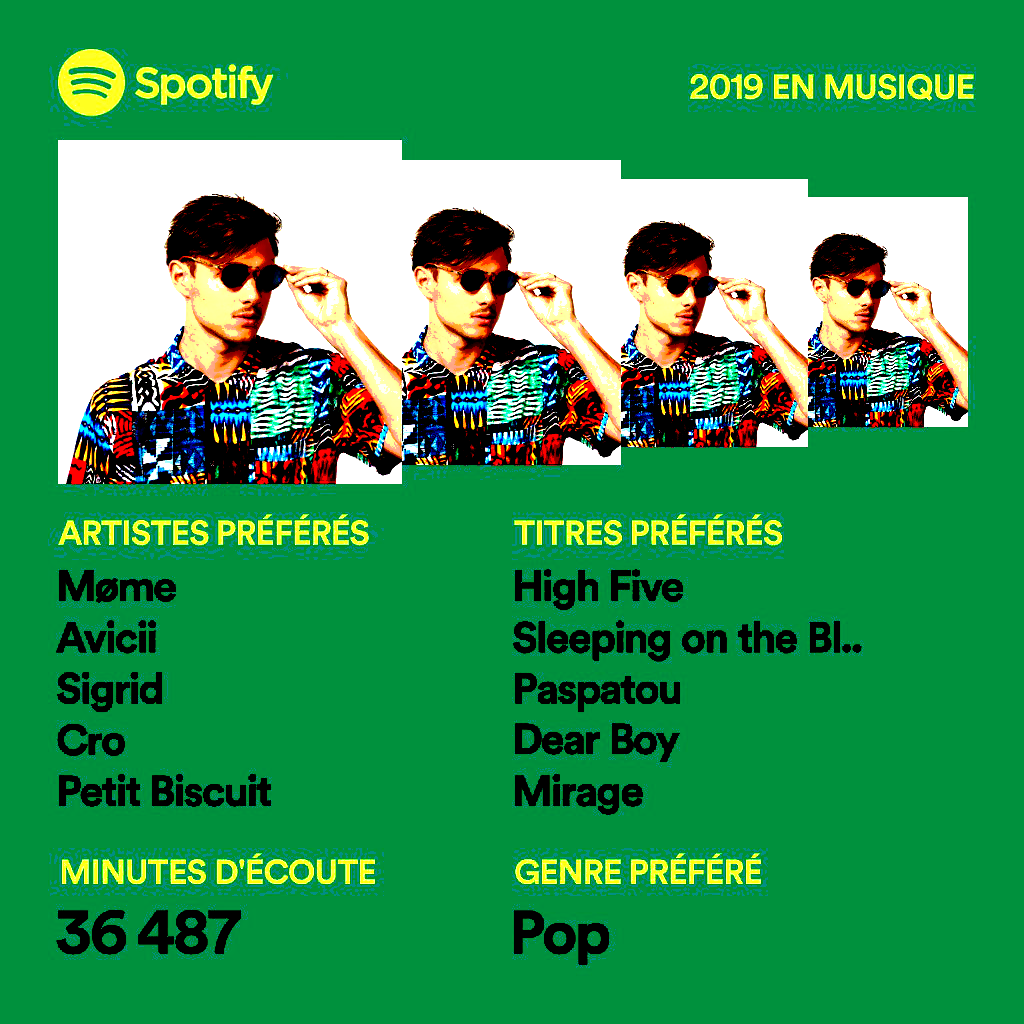 Spotify
2019 EN MUSIQUE
ARTISTES PRÉFÉRÉS
Møme
Avicii
Sigrid
Cro
Petit Biscuit
TITRES PRÉFÉRÉS
High Five
Sleeping on the Bl..
Paspatou
Dear Boy
Mirage
MINUTES D'ÉCOUTE
36 487
GENRE PRÉFÉRÉ
Pop